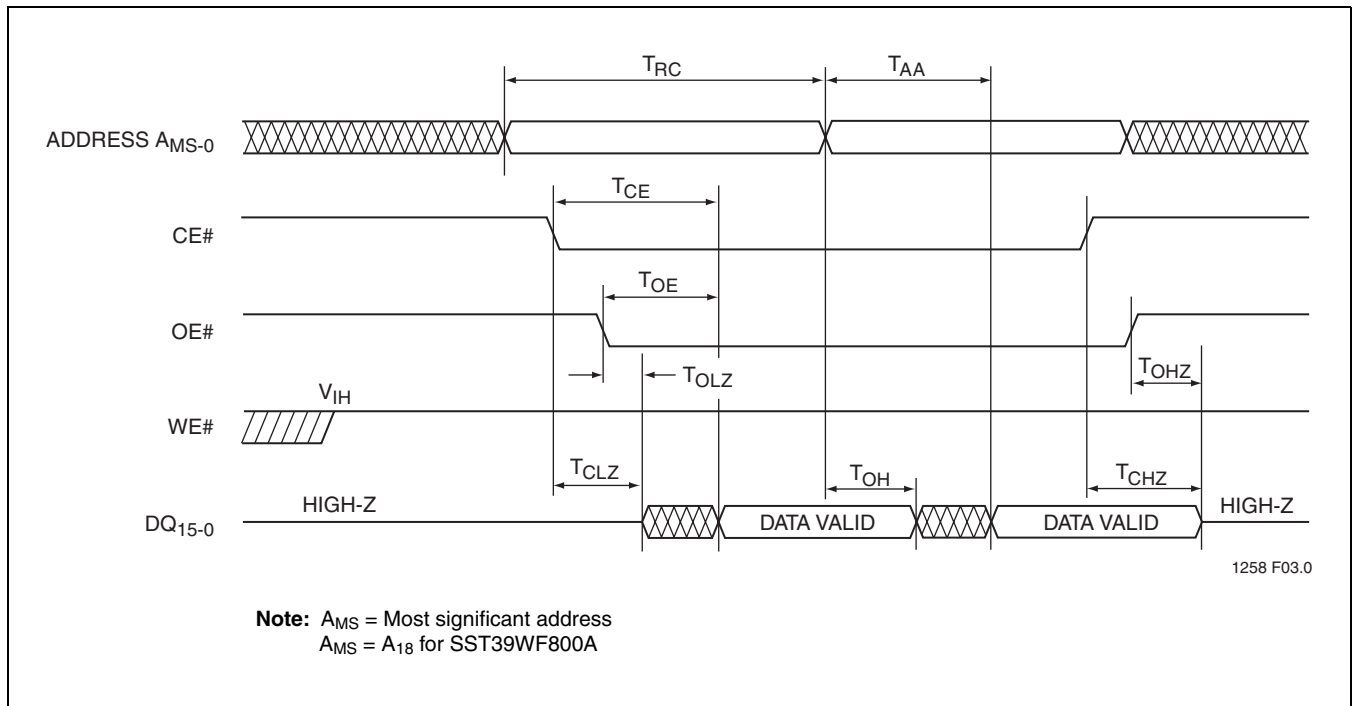 TRC TAA
ADDRESS AMS-0
TCE
CE#
TOE
OE#
TOLZ TOHZ
VIH
WE#
TCLZ TOH TCHZ
HIGH-Z HIGH-Z
DQ15-0 DATA VALID DATA VALID
1258 F03.0
Note: AMS = Most significant address
AMS = A18 for SST39WF800A